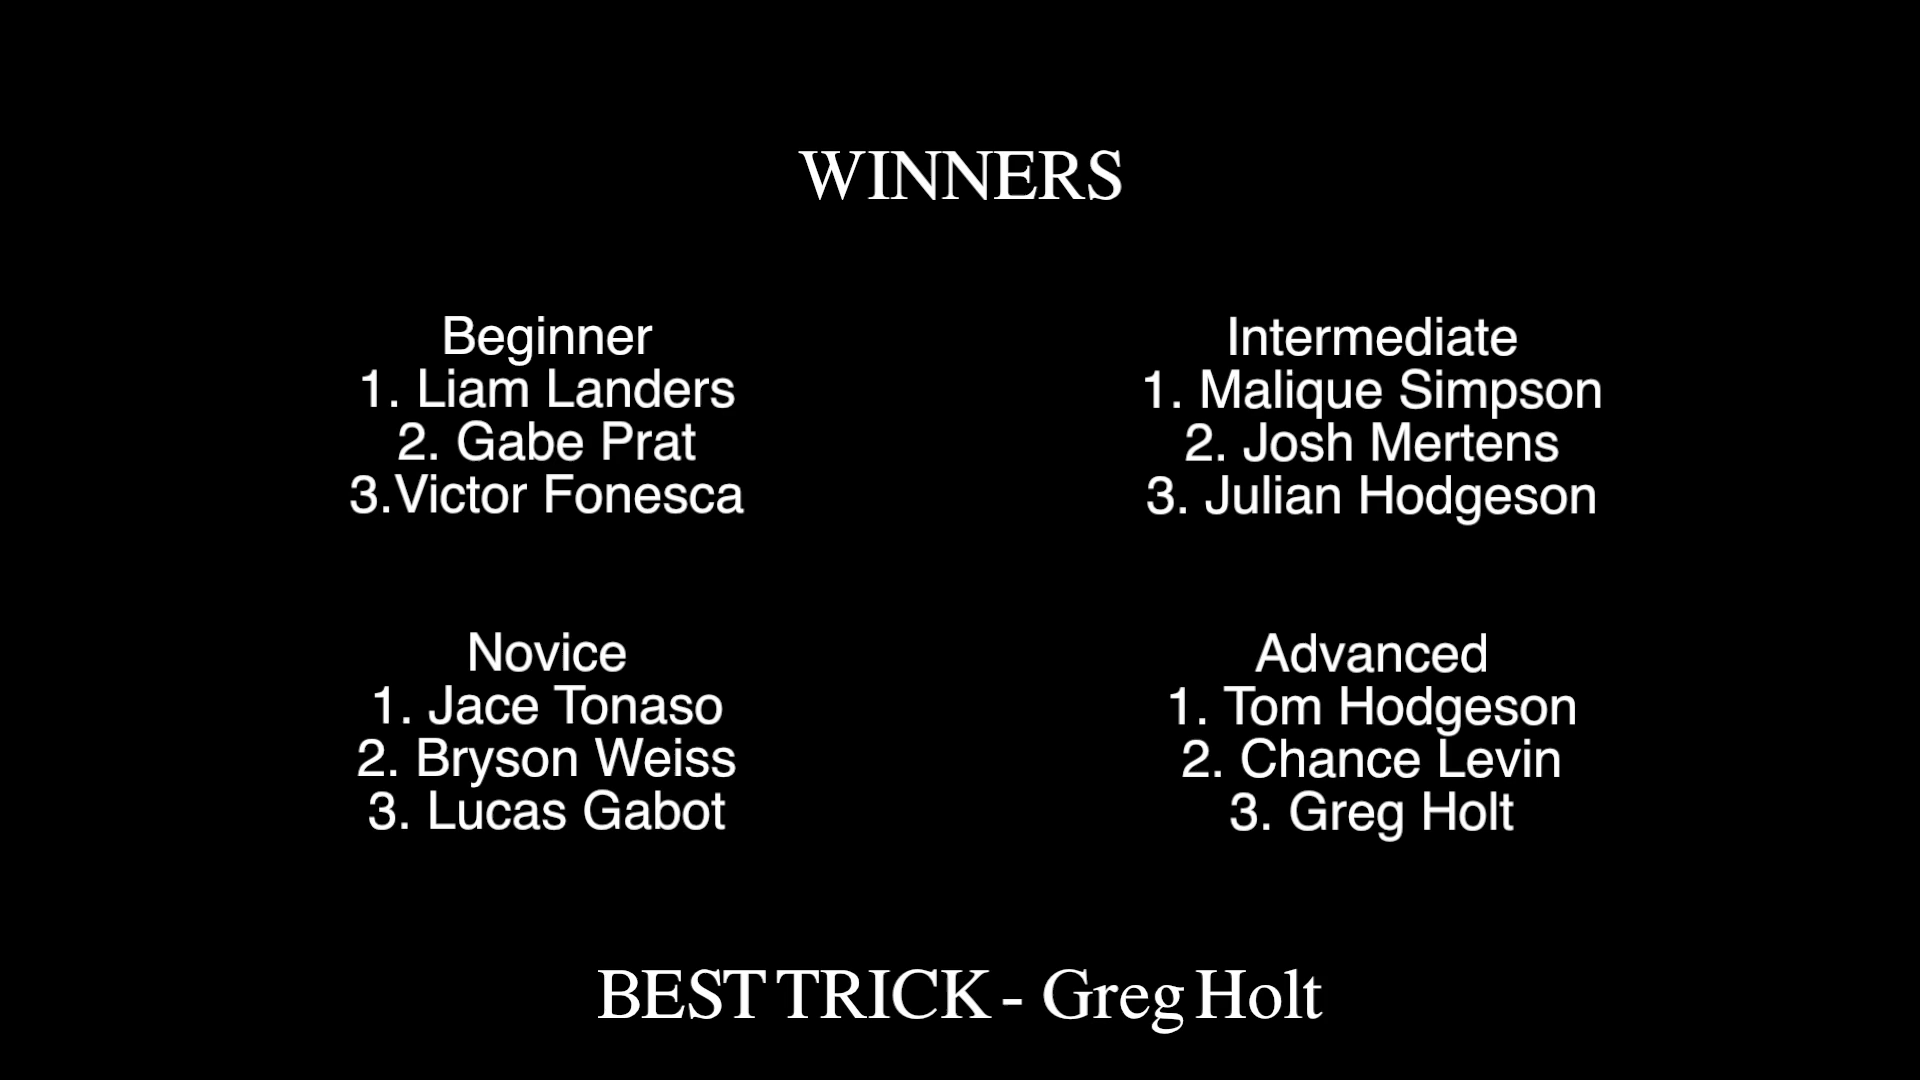 WINNERS
Beginner
1. Liam Landers
2. Gabe Prat
3.Victor Fonesca
Intermediate
1. Malique Simpson
2. Josh Mertens
3. Julian Hodgeson
Novice
1. Jace Tonaso
2. Bryson Weiss
3. Lucas Gabot
Advanced
1. Tom Hodgeson
2. Chance Levin
3. Greg Holt
BEST TRICK - Greg Holt